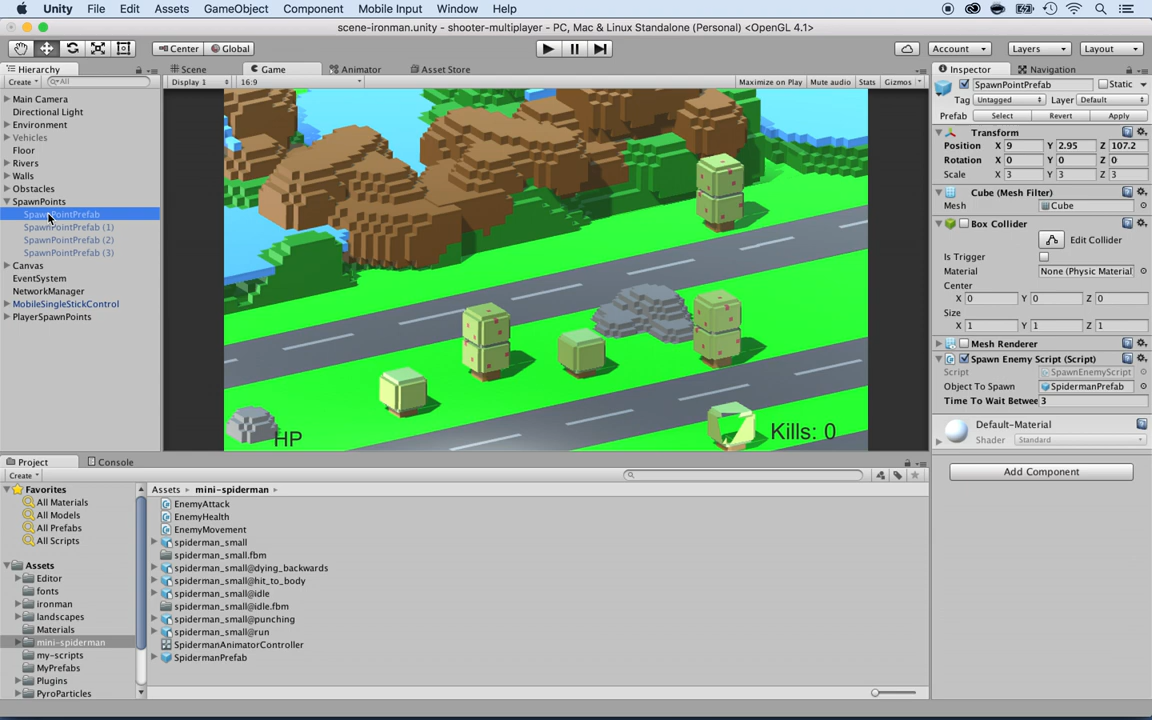 Unity File Edit Assets GameObject Component Mobile Input Window Help
scene-ironman.unity - shooter-multiplayer - PC, Mac & Linux Standalone (Personal) <OpenGL 4.1>
Center Global Account Layers Layout
Hierarchy
Create All
Main Camera
Directional Light
Environment
Vehicles
Floor
Rivers
Walls
Obstacles
SpawnPoints
SpawnPointPrefab
SpawnPointPrefab (1)
SpawnPointPrefab (2)
SpawnPointPrefab (3)
Canvas
EventSystem
NetworkManager
MobileSingleStickControl
PlayerSpawnPoints
Scene Game Animator Asset Store
Display 1 16:9 Maximize on Play Mute audio Stats Gizmos
HP Kills: 0
Inspector Navigation
SpawnPointPrefab Static
Tag Untagged Layer Default
Prefab Select Revert Apply
Transform
Position X 9 Y 2.95 Z 107.2
Rotation X 0 Y 0 Z 0
Scale X 3 Y 3 Z 3
Cube (Mesh Filter)
Mesh Cube
Box Collider
Edit Collider
Is Trigger
Material None (Physic Material
Center
X 0 Y 0 Z 0
Size
X 1 Y 1 Z 1
Mesh Renderer
Spawn Enemy Script (Script)
Script SpawnEnemyScript
Object To Spawn SpidermanPrefab
Time To Wait Betwee 3
Default-Material
Shader Standard
Add Component
Project Console
Create
Favorites
All Materials
All Models
All Prefabs
All Scripts
Assets
Editor
fonts
ironman
landscapes
Materials
mini-spiderman
my-scripts
MyPrefabs
Plugins
PyroParticles
Assets mini-spiderman
EnemyAttack
EnemyHealth
EnemyMovement
spiderman_small
spiderman_small.fbm
spiderman_small@dying_backwards
spiderman_small@hit_to_body
spiderman_small@idle
spiderman_small@idle.fbm
spiderman_small@punching
spiderman_small@run
SpidermanAnimatorController
SpidermanPrefab